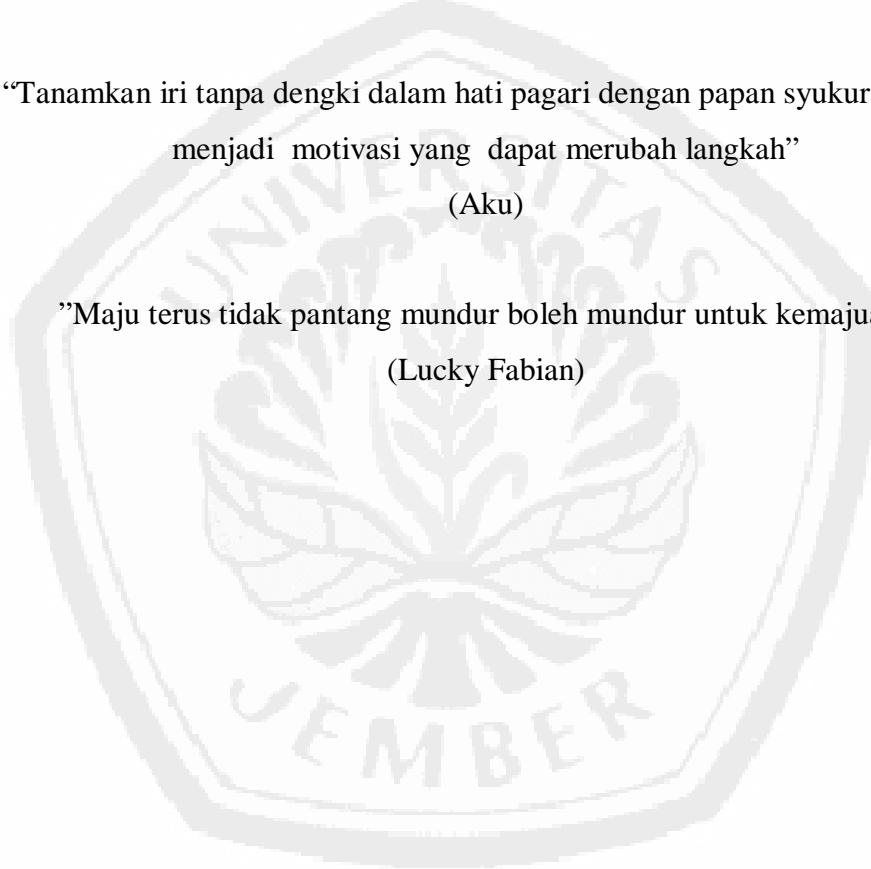 “Tanamkan iri tanpa dengki dalam hati pagari dengan papan syukur
menjadi  motivasi yang  dapat merubah langkah”
(Aku)
”Maju terus tidak pantang mundur boleh mundur untuk
(Lucky Fabian)
UNIVERSITAS
JEMBER